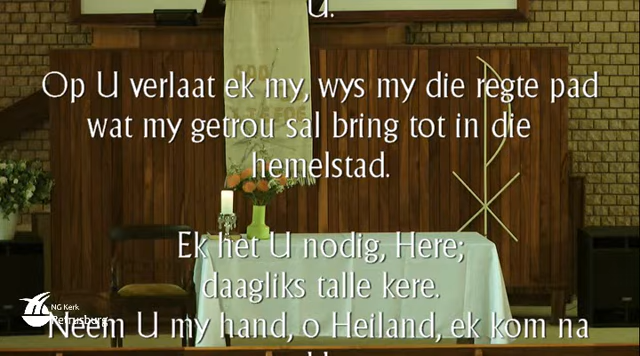 U.
Op U verlaat ek my, wys my die regte pad
wat my getrou sal bring tot in die
hemelstad.
Ek het U nodig, Here;
daagliks talle kere.
Neem U my hand, o Heiland, ek kom na
NG Kerk
Petrusburg